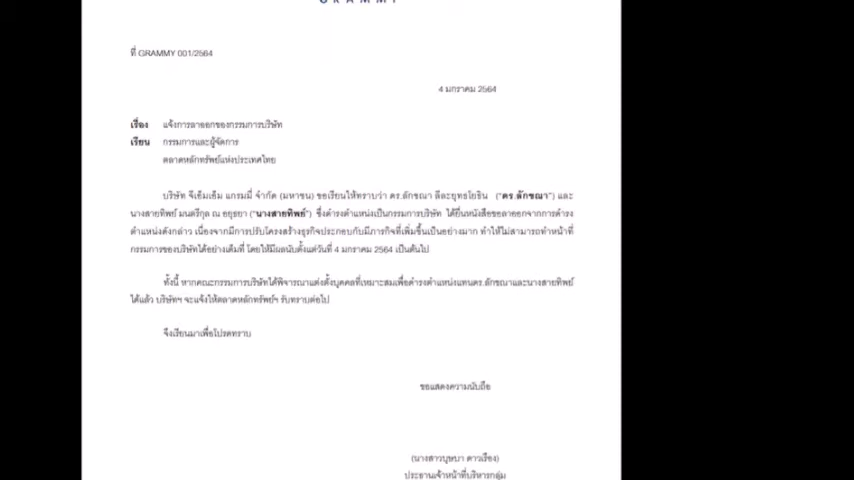 GRAMMY
ที่ GRAMMY 001/2564
4 มกราคม 2564
เรื่อง แจ้งการลาออกของกรรมการบริษัท
เรียน กรรมการและผู้จัดการ
ตลาดหลักทรัพย์แห่งประเทศไทย
บริษัท จีเอ็มเอ็ม แกรมมี่ จำกัด (มหาชน) ขอเรียนให้ทราบว่า ดร.ลักขณา ลีละยุทธโยธิน ("ดร.ลักขณา") และ
นางสายทิพย์ มนตรีกุล ณ อยุธยา ("นางสายทิพย์") ซึ่งดำรงตำแหน่งเป็นกรรมการบริษัท ได้ยื่นหนังสือขอลาออกจากการดำรง
ตำแหน่งดังกล่าว เนื่องจากมีการปรับโครงสร้างธุรกิจประกอบกับมีภารกิจที่เพิ่มขึ้นเป็นอย่างมาก ทำให้ไม่สามารถทำหน้าที่
กรรมการของบริษัทได้อย่างเต็มที่ โดยให้มีผลนับตั้งแต่วันที่ 4 มกราคม 2564 เป็นต้นไป
ทั้งนี้ หากคณะกรรมการบริษัทได้พิจารณาแต่งตั้งบุคคลที่เหมาะสมเพื่อดำรงตำแหน่งแทนดร.ลักขณาและนางสายทิพย์
ได้แล้ว บริษัทฯ จะแจ้งให้ตลาดหลักทรัพย์ฯ รับทราบต่อไป
จึงเรียนมาเพื่อโปรดทราบ
ขอแสดงความนับถือ
(นางสาวบุษบา ดาวเรือง)
ประธานเจ้าหน้าที่บริหารกลุ่ม